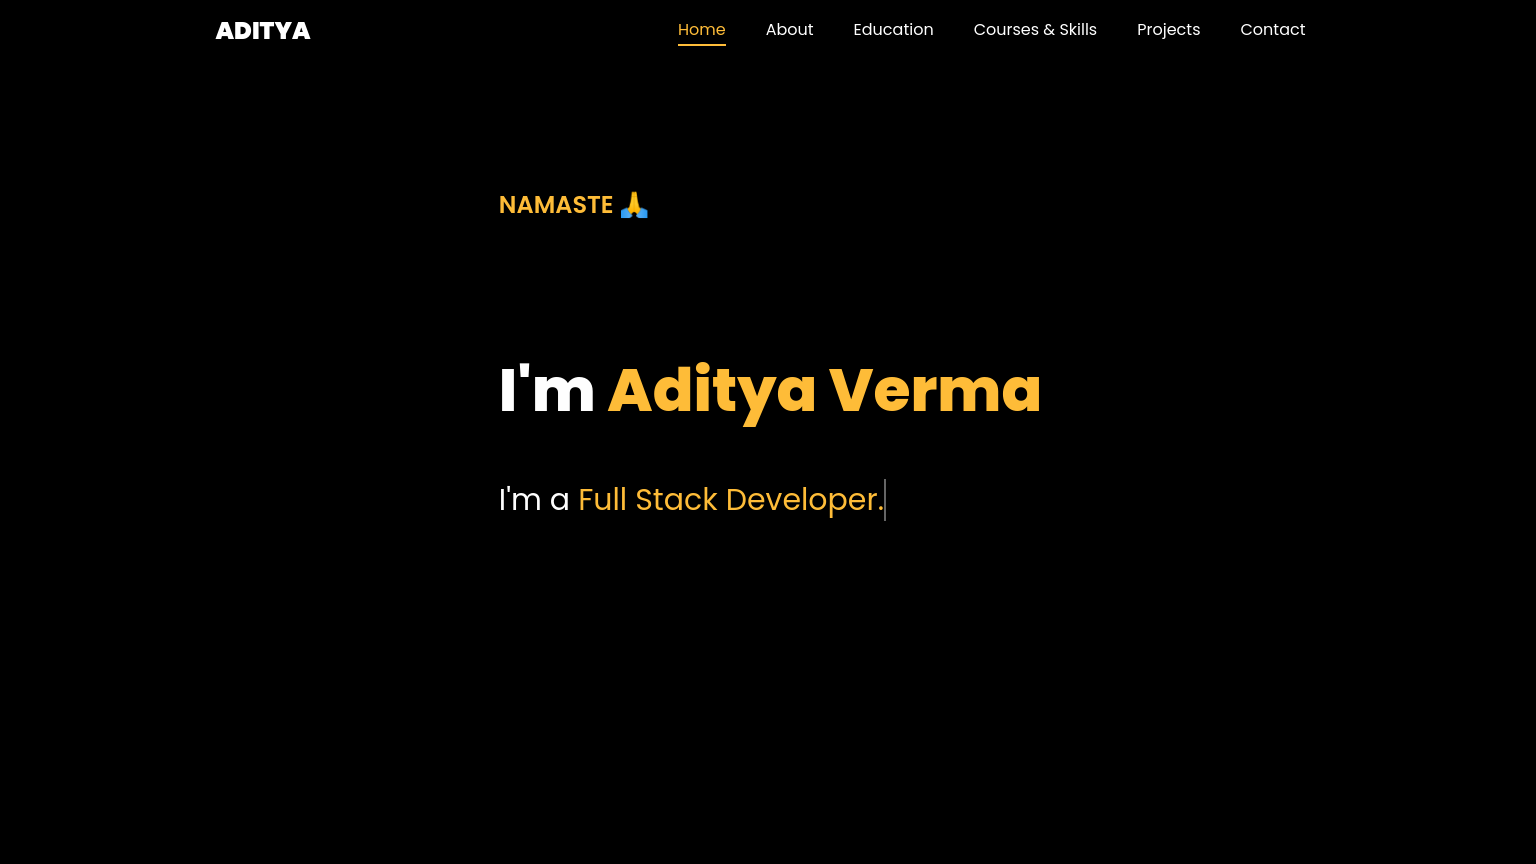 ADITYA
Home About Education Courses & Skills Projects Contact
NAMASTE 🙏
I'm Aditya Verma
I'm a Full Stack Developer.